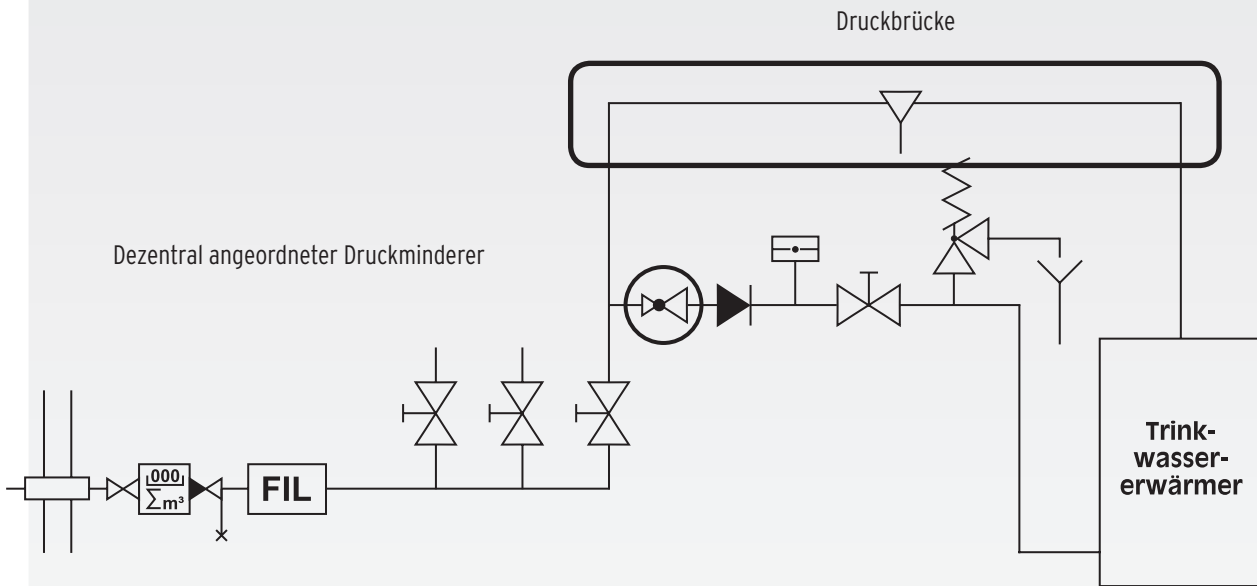 Druckbrücke
Dezentral angeordneter Druckminderer
000
∑m³
FIL
Trink-
wasser-
erwärmer